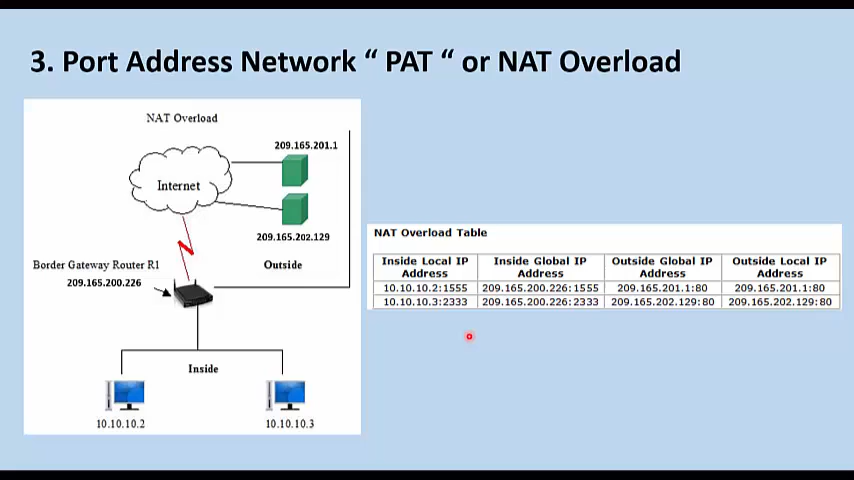 3. Port Address Network “ PAT “ or NAT Overload
NAT Overload
209.165.201.1
Internet
209.165.202.129
Border Gateway Router R1
Outside
209.165.200.226
Inside
10.10.10.2
10.10.10.3
NAT Overload Table
Inside Local IP Address
Inside Global IP Address
Outside Global IP Address
Outside Local IP Address
10.10.10.2:1555 209.165.200.226:1555 209.165.201.1:80 209.165.201.1:80
10.10.10.3:2333 209.165.200.226:2333 209.165.202.129:80 209.165.202.129:80